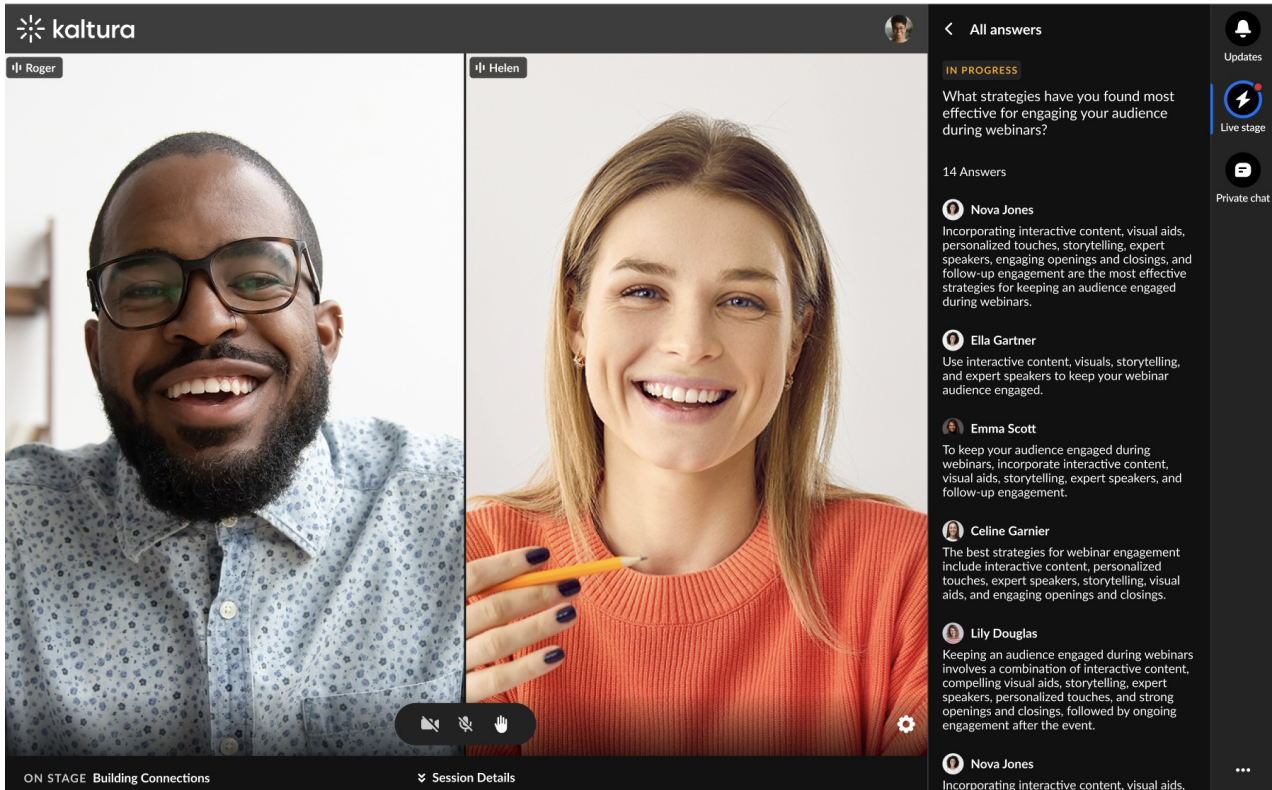 kaltura
Roger
Helen
ON STAGE Building Connections
Session Details
All answers
IN PROGRESS
What strategies have you found most
effective for engaging your audience
during webinars?
14 Answers
Nova Jones
Incorporating interactive content, visual aids,
personalized touches, storytelling, expert
speakers, engaging openings and closings, and
follow-up engagement are the most effective
strategies for keeping an audience engaged
during webinars.
Ella Gartner
Use interactive content, visuals, storytelling,
and expert speakers to keep your webinar
audience engaged.
Emma Scott
To keep your audience engaged during
webinars, incorporate interactive content,
visual aids, storytelling, expert speakers, and
follow-up engagement.
Celine Garnier
The best strategies for webinar engagement
include interactive content, personalized
touches, expert speakers, storytelling, visual
aids, and engaging openings and closings.
Lily Douglas
Keeping an audience engaged during webinars
involves a combination of interactive content,
compelling visual aids, storytelling, expert
speakers, personalized touches, and strong
openings and closings, followed by ongoing
engagement after the event.
Nova Jones
Incorporating interactive content, visual aids,
Updates
Live stage
Private chat